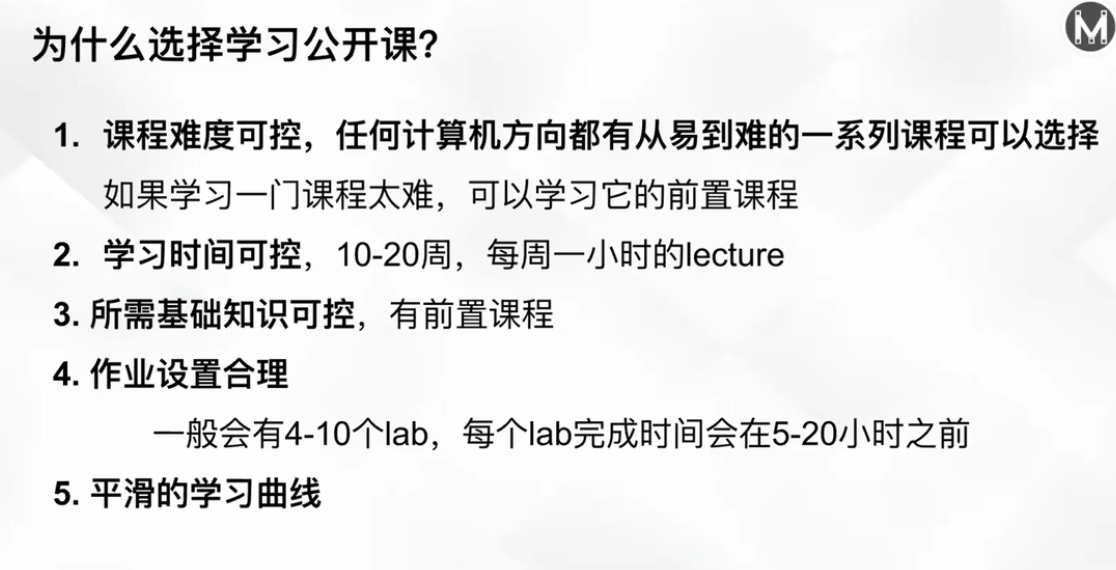 为什么选择学习公开课?
M
1. 课程难度可控，任何计算机方向都有从易到难的一系列课程可以选择
如果学习一门课程太难，可以学习它的前置课程
2. 学习时间可控，10-20周，每周一小时的lecture
3. 所需基础知识可控，有前置课程
4. 作业设置合理
一般会有4-10个lab，每个lab完成时间会在5-20小时之前
5. 平滑的学习曲线